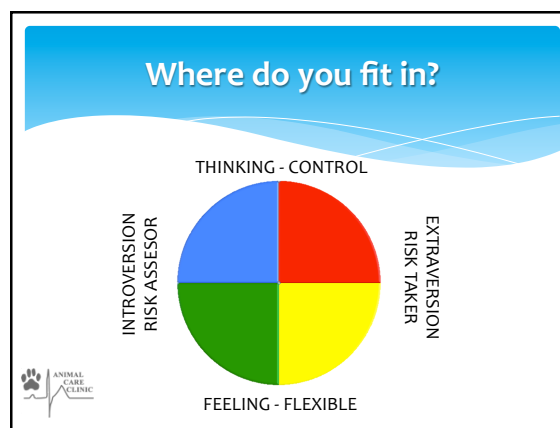 Where do you fit in?
THINKING - CONTROL
INTROVERSION
RISK ASSESOR
EXTRAVERSION
RISK TAKER
FEELING - FLEXIBLE
ANIMAL
CARE
CLINIC